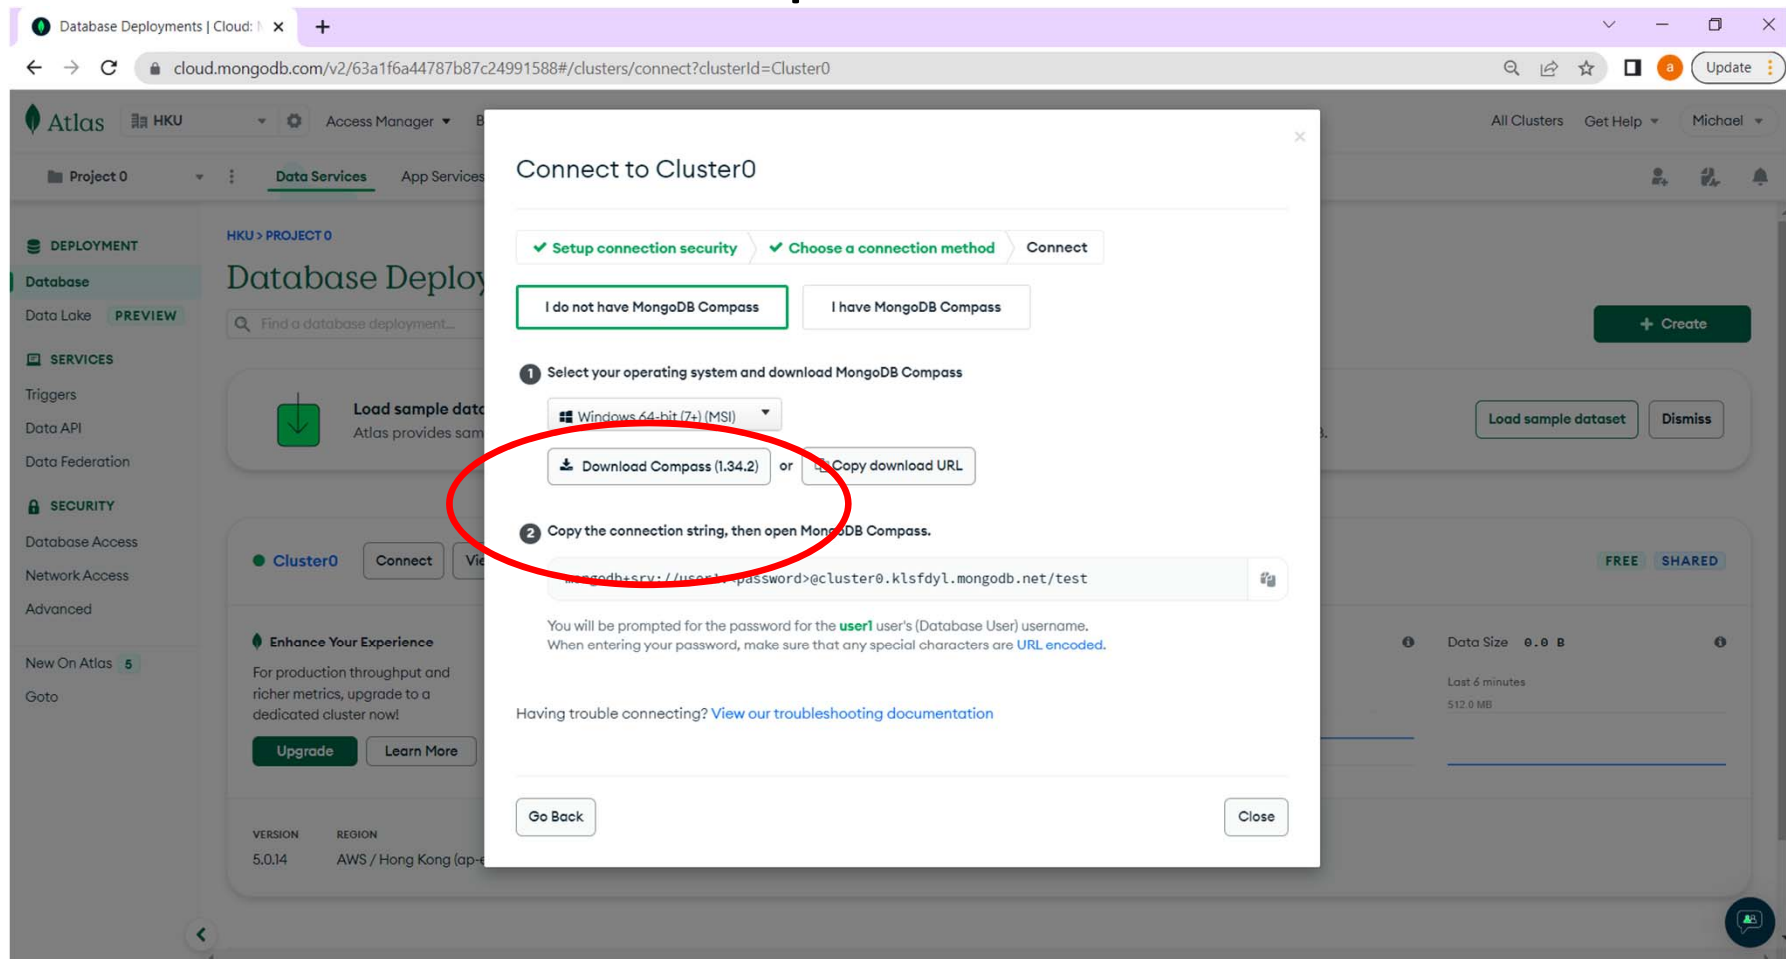 Database Deployments | Cloud:
cloud.mongodb.com/v2/63a1f6a44787b87c24991588#/clusters/connect?clusterId=Cluster0
Update
a
Atlas
HKU
Access Manager
B
All Clusters
Get Help
Michael
Project 0
Data Services
App Services
DEPLOYMENT
Database
Data Lake PREVIEW
SERVICES
Triggers
Data API
Data Federation
SECURITY
Database Access
Network Access
Advanced
New On Atlas 5
Goto
HKU > PROJECT 0
Database Deploy
Find a database deployment...
+ Create
Load sample data
Atlas provides sam
Load sample dataset
Dismiss
Cluster0
Connect
Vie
FREE
SHARED
Enhance Your Experience
For production throughput and
richer metrics, upgrade to a
dedicated cluster now!
Upgrade
Learn More
Data Size 0.0 B
Last 6 minutes
512.0 MB
VERSION
5.0.14
REGION
AWS / Hong Kong (ap-e
Connect to Cluster0
Setup connection security
Choose a connection method
Connect
I do not have MongoDB Compass
I have MongoDB Compass
1 Select your operating system and download MongoDB Compass
Windows 64-bit (7+) (MSI)
Download Compass (1.34.2)
or
Copy download URL
2 Copy the connection string, then open MongoDB Compass.
mongodb+srv://user1:<password>@cluster0.klsfdyl.mongodb.net/test
You will be prompted for the password for the user1 user's (Database User) username.
When entering your password, make sure that any special characters are URL encoded.
Having trouble connecting? View our troubleshooting documentation
Go Back
Close